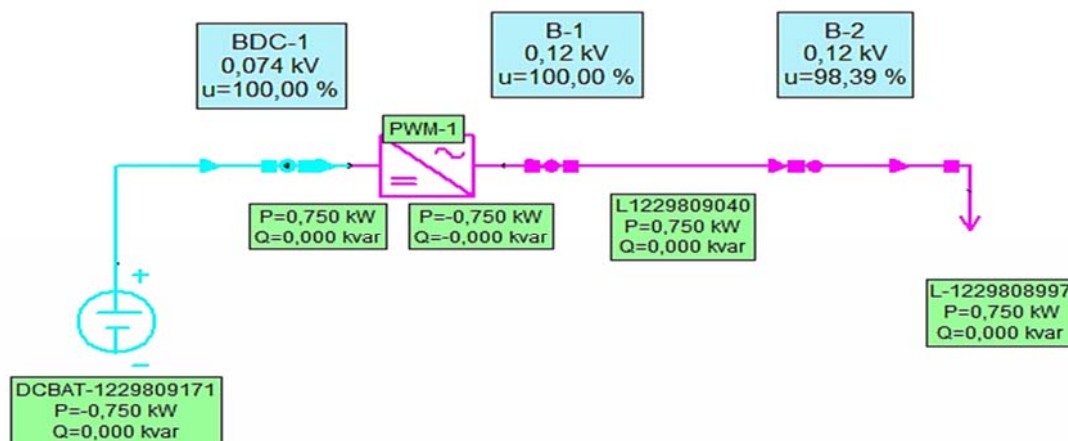 BDC-1
0,074 kV
u=100,00 %
B-1
0,12 kV
u=100,00 %
B-2
0,12 kV
u=98,39 %
PWM-1
P=0,750 kW
Q=0,000 kvar
P=-0,750 kW
Q=-0,000 kvar
L1229809040
P=0,750 kW
Q=0,000 kvar
L-1229808997
P=0,750 kW
Q=0,000 kvar
+
−
DCBAT-1229809171
P=-0,750 kW
Q=0,000 kvar